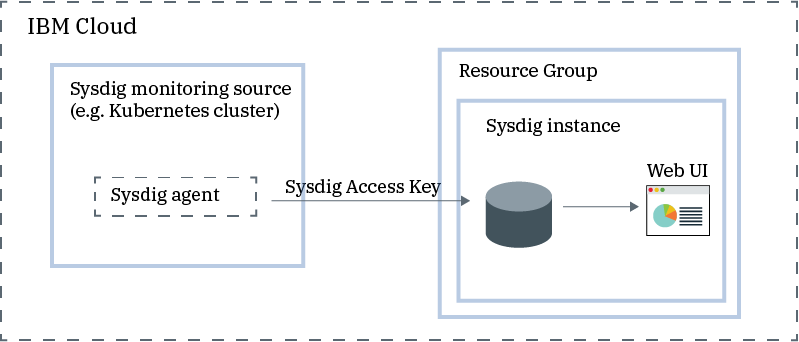 IBM Cloud
Sysdig monitoring source
(e.g. Kubernetes cluster)
Sysdig agent
Sysdig Access Key
Resource Group
Sysdig instance
Web UI